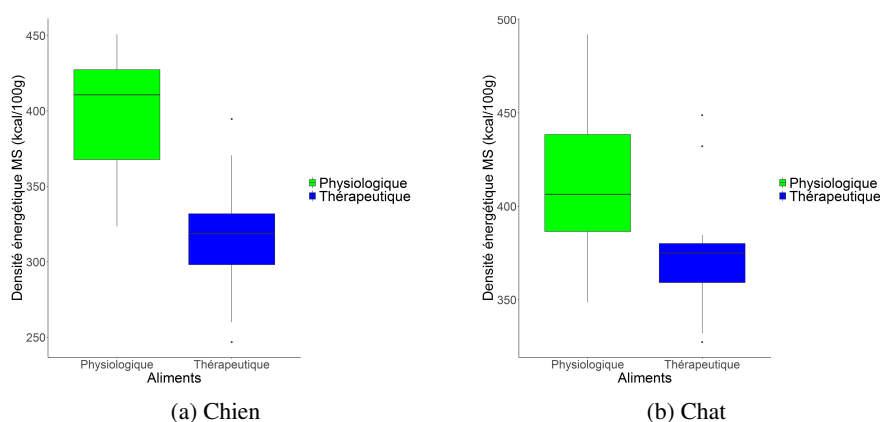 Densité énergétique MS (kcal/100g)
450
400
350
300
250
Physiologique
Thérapeutique
Physiologique Thérapeutique
Aliments
(a) Chien
Densité énergétique MS (kcal/100g)
500
450
400
350
Physiologique
Thérapeutique
Physiologique Thérapeutique
Aliments
(b) Chat